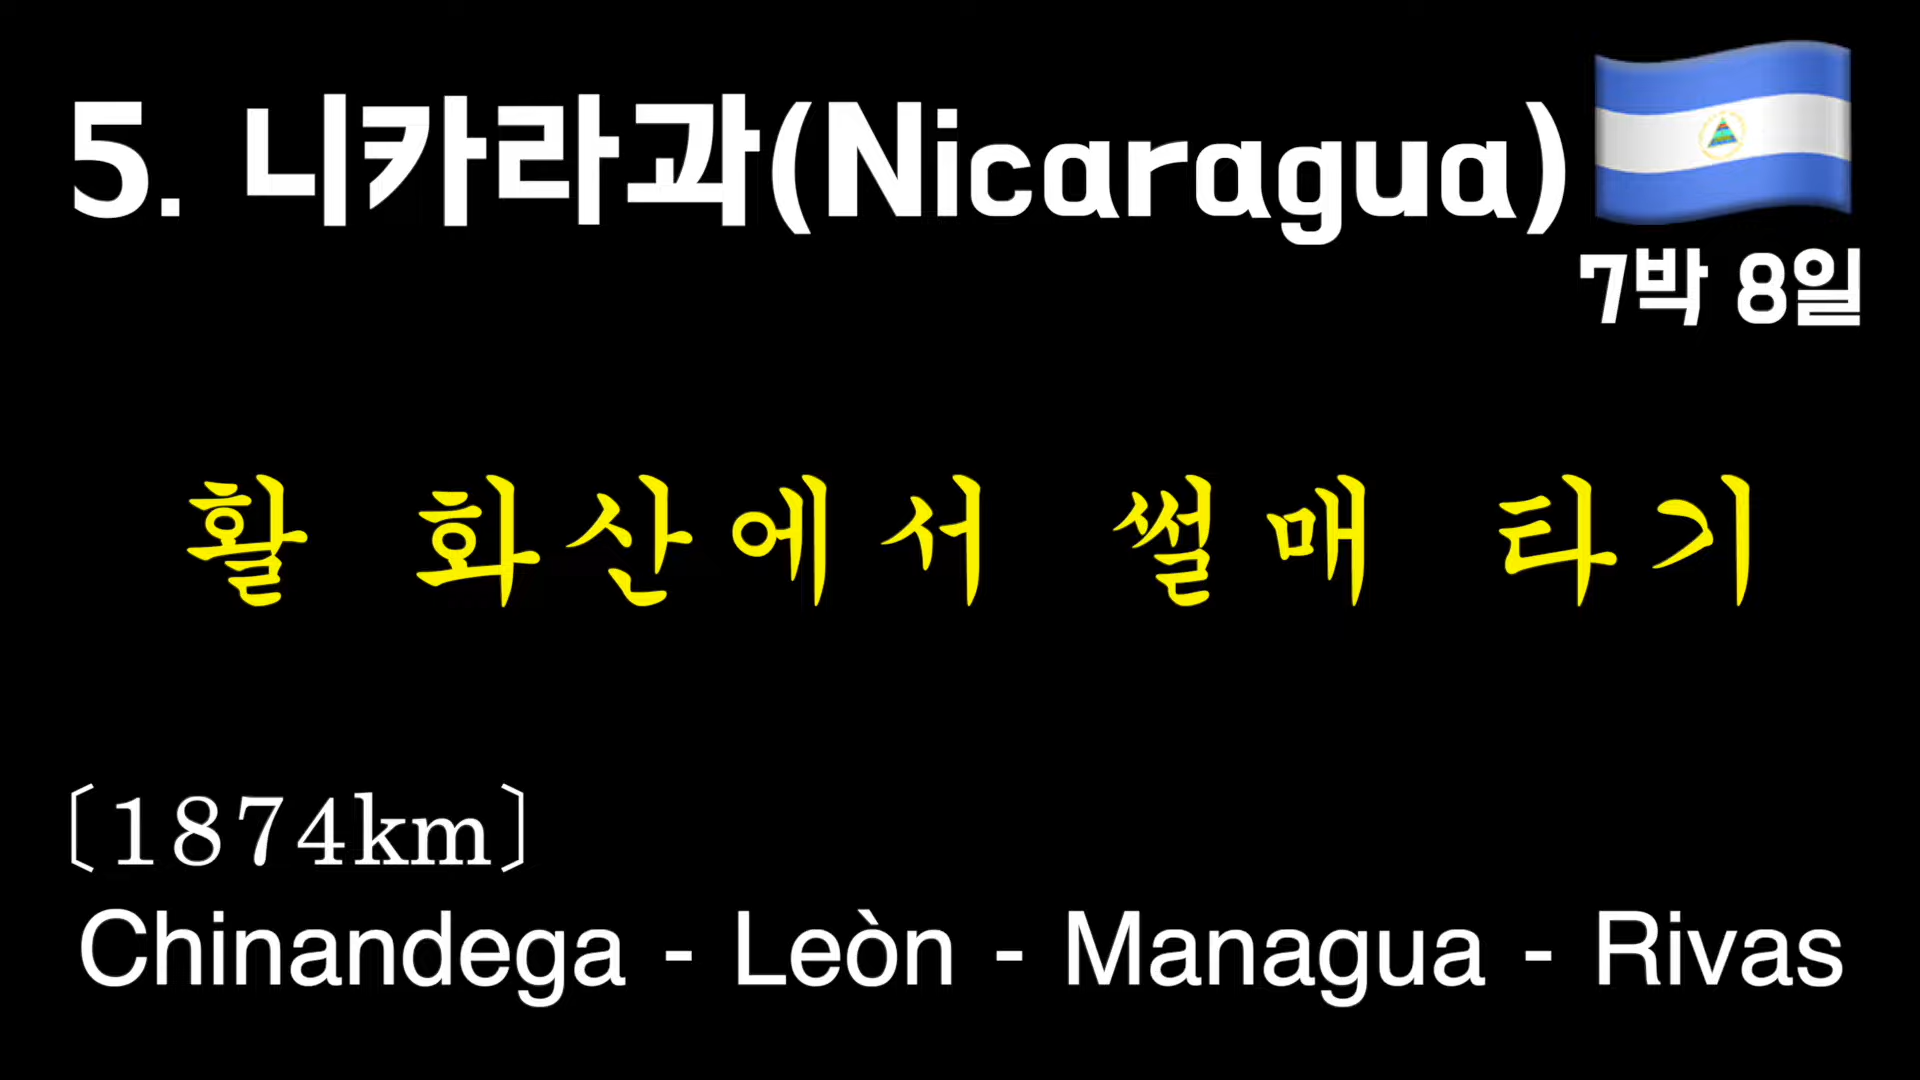 5. 니카라과(Nicaragua)
7박 8일
활 화산에서 썰매 타기
〔1874km〕
Chinandega - Leòn - Managua - Rivas